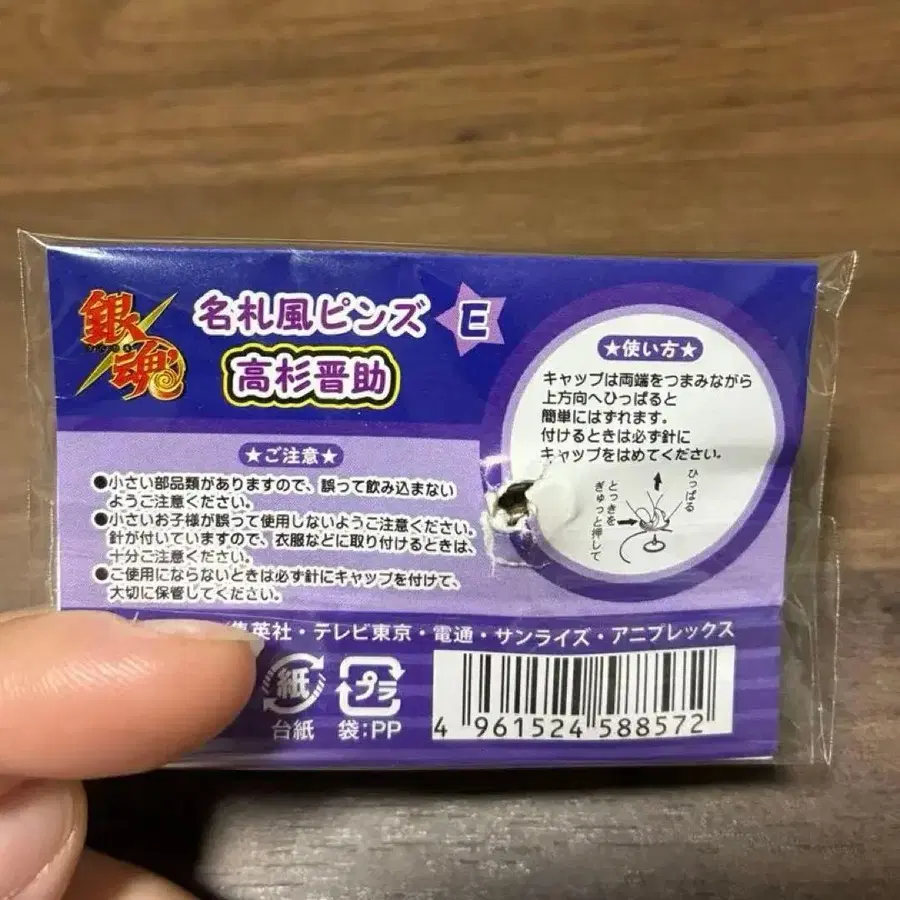 銀魂
名札風ピンズ E
高杉晋助
★ご注意★
●小さい部品類がありますので、誤って飲み込まない
ようご注意ください。
●小さいお子様が誤って使用しないようご注意ください。
針が付いていますので、衣服などに取り付けるときは、
十分ご注意ください。
●ご使用にならないときは必ず針にキャップを付けて、
大切に保管してください。
★使い方★
キャップは両端をつまみながら
上方向へひっぱると
簡単にはずれます。
付けるときは必ず針に
キャップをはめてください。
ひっぱる
とっきを
ぎゅっと押して
集英社・テレビ東京・電通・サンライズ・アニプレックス
紙
台紙
プラ
袋:PP
4 961524 588572